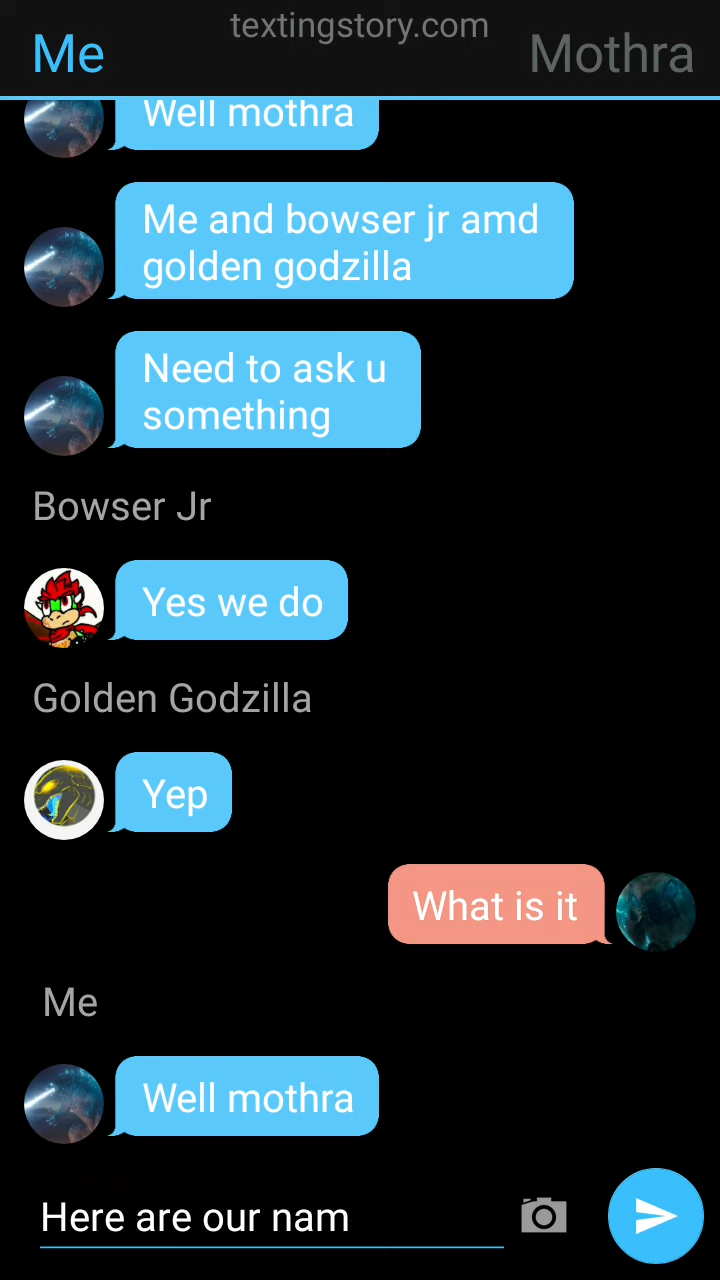 textingstory.com
Me
Mothra
Well mothra
Me and bowser jr amd
golden godzilla
Need to ask u
something
Bowser Jr
Yes we do
Golden Godzilla
Yep
What is it
Me
Well mothra
Here are our nam